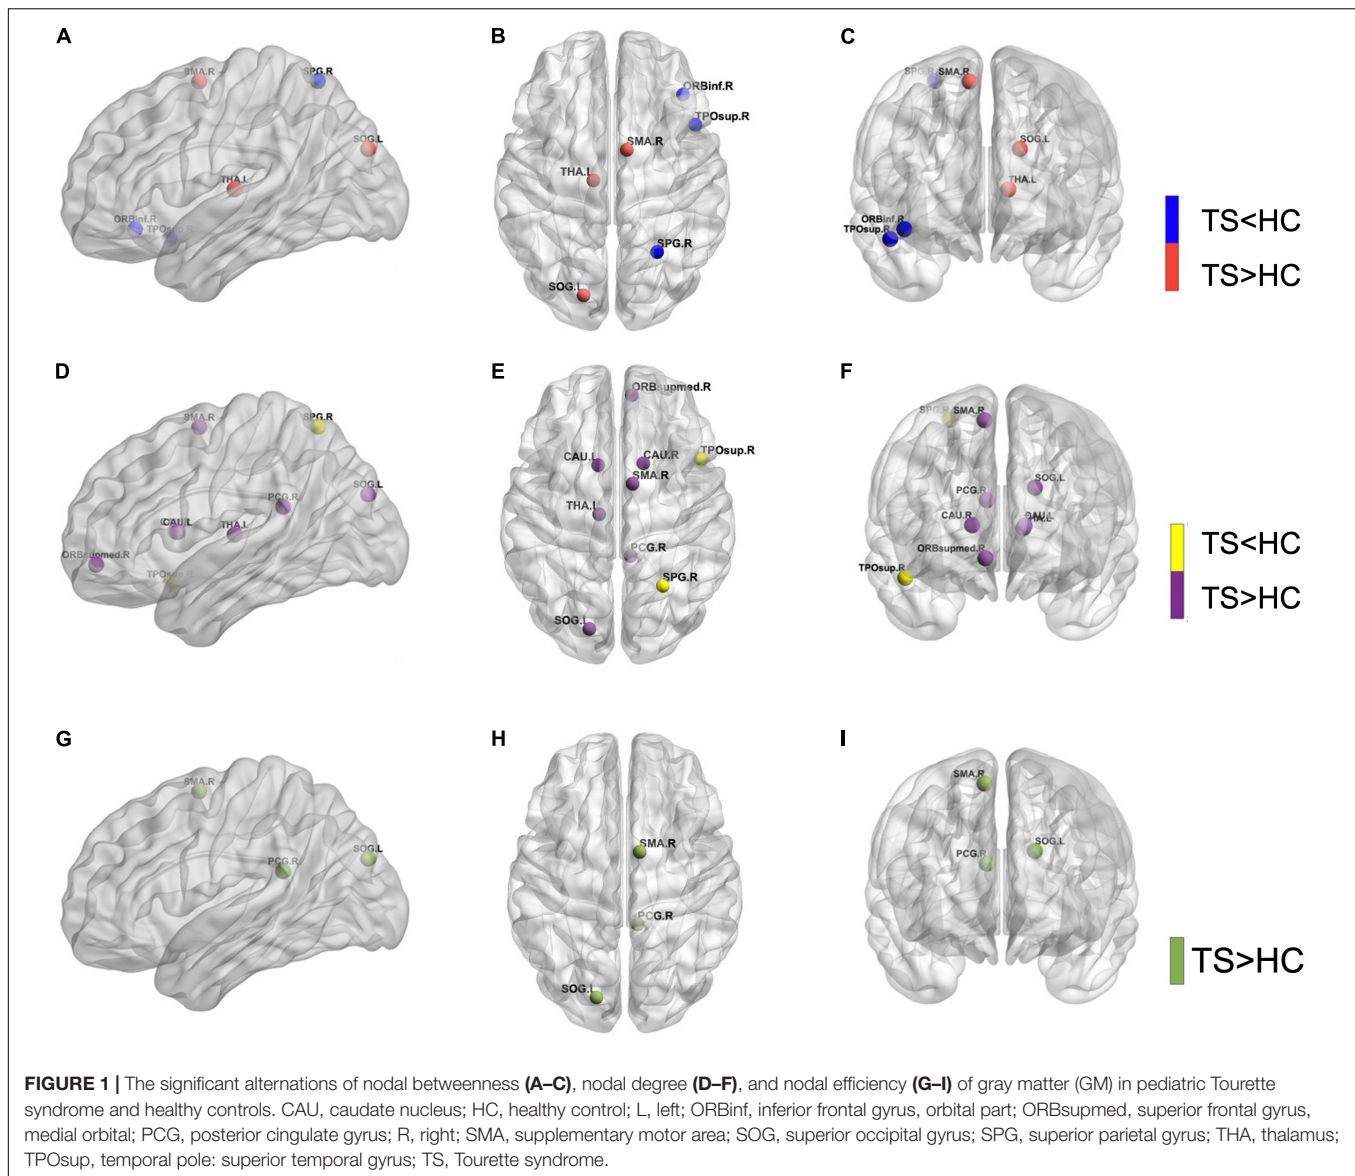 A
B
C
SMA.R
SPG.R
SOG.L
THA.L
ORBinf.R
TPOsup.R
ORBinf.R
TPOsup.R
SMA.R
THA.L
SPG.R
SOG.L
SPG.R
SMA.R
SOG.L
THA.L
ORBinf.R
TPOsup.R
TS<HC
TS>HC
D
E
F
SMA.R
SPG.R
SOG.L
PCG.R
CAU.L
THA.L
ORBsupmed.R
TPOsup.R
ORBsupmed.R
TPOsup.R
CAU.L
CAU.R
SMA.R
THA.L
PCG.R
SPG.R
SOG.L
SPG.R
SMA.R
SOG.L
PCG.R
CAU.R
CAU.L
THA.L
ORBsupmed.R
TPOsup.R
TS<HC
TS>HC
G
H
I
SMA.R
SOG.L
PCG.R
SMA.R
PCG.R
SOG.L
SMA.R
SOG.L
PCG.R
TS>HC
FIGURE 1 | The significant alternations of nodal betweenness (A–C), nodal degree (D–F), and nodal efficiency (G–I) of gray matter (GM) in pediatric Tourette
syndrome and healthy controls. CAU, caudate nucleus; HC, healthy control; L, left; ORBinf, inferior frontal gyrus, orbital part; ORBsupmed, superior frontal gyrus,
medial orbital; PCG, posterior cingulate gyrus; R, right; SMA, supplementary motor area; SOG, superior occipital gyrus; SPG, superior parietal gyrus; THA, thalamus;
TPOsup, temporal pole: superior temporal gyrus; TS, Tourette syndrome.